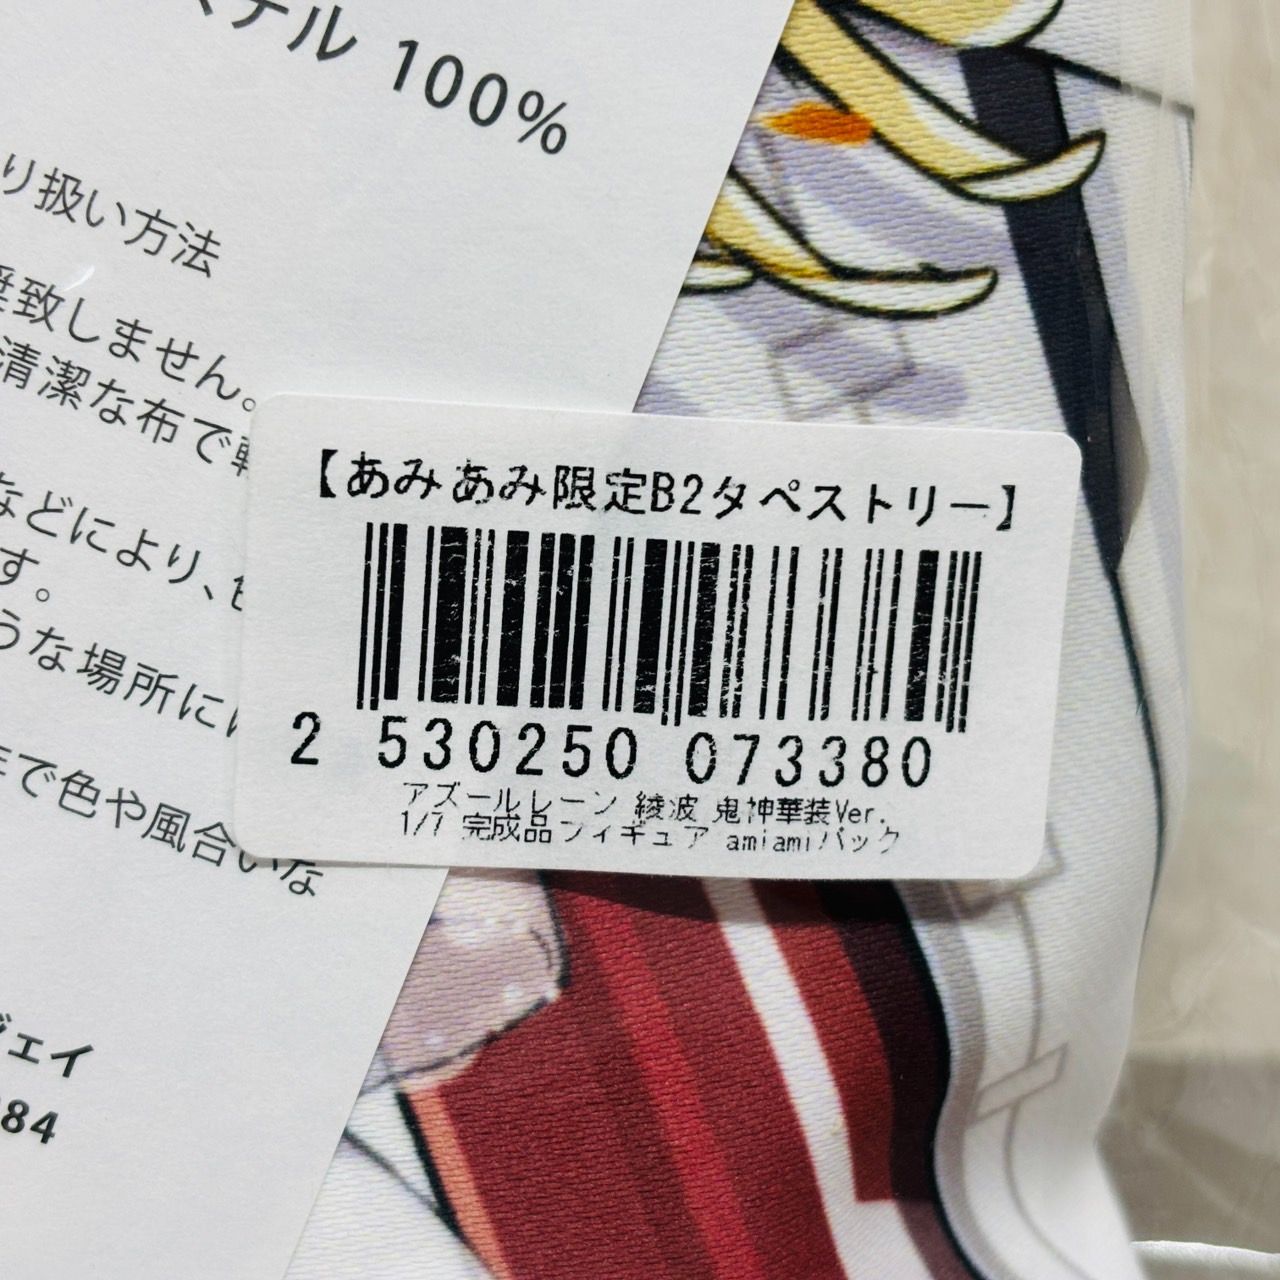 ステル 100%
り扱い方法
奨致しません。
清潔な布で乾
などにより、色
す。
うな場所に
で色や風合いな
ジェイ
84
【あみあみ限定B2タペストリー】
2 530250 073380
アズールレーン 綾波 鬼神華装Ver.
1/7 完成品フィギュア amiamiパック